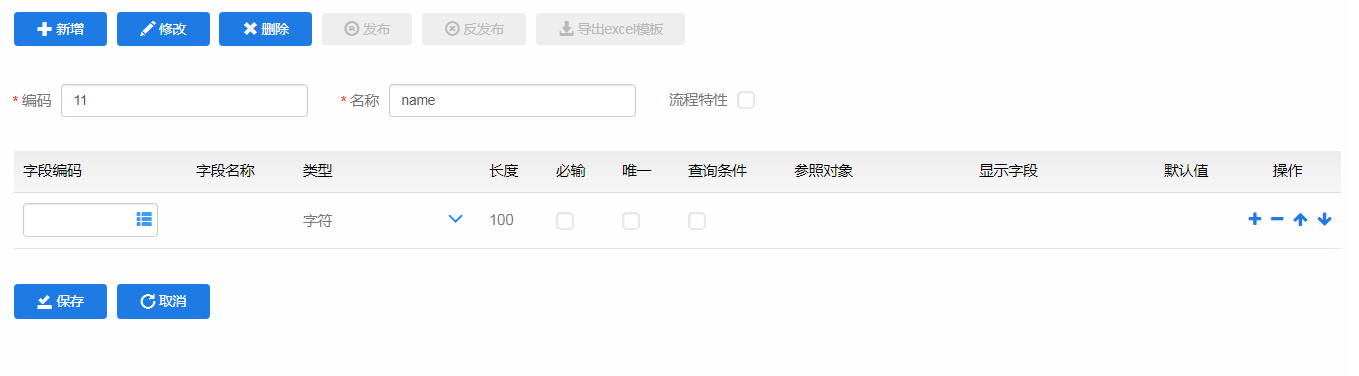 新增 修改 删除 发布 反发布 导出excel模板
* 编码 11 * 名称 name 流程特性
字段编码 字段名称 类型 长度 必输 唯一 查询条件 参照对象 显示字段 默认值 操作
字符 100
保存 取消